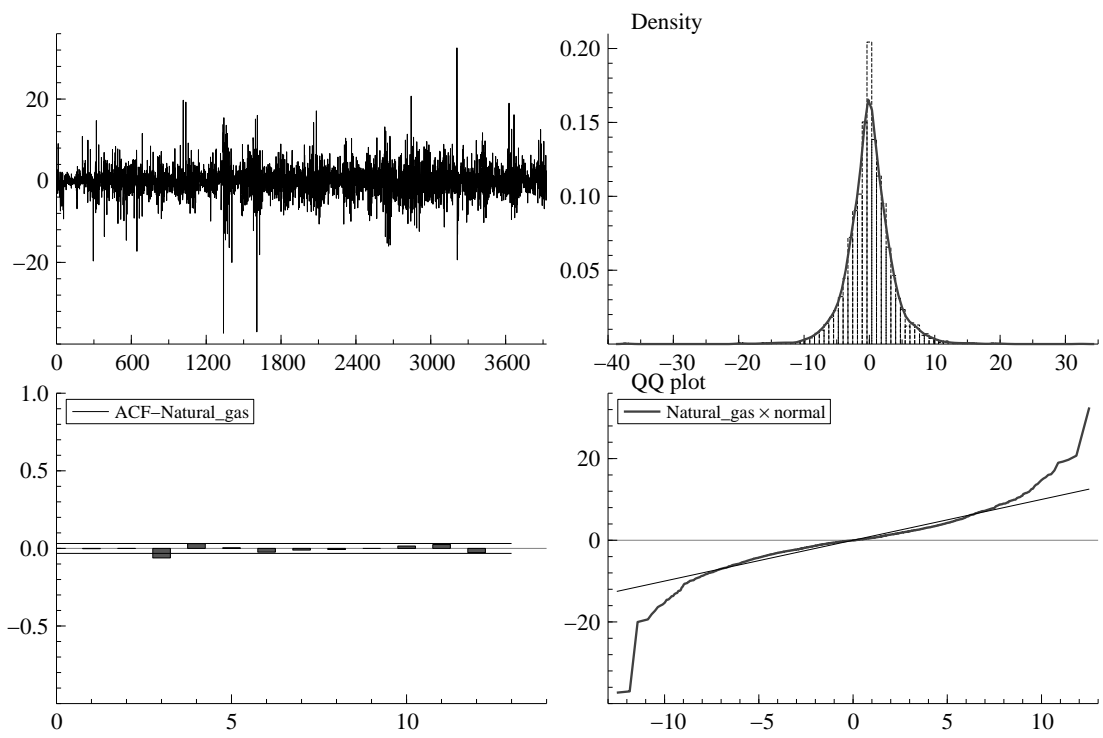 Density
20
0
−20
0 600 1200 1800 2400 3000 3600
0.20
0.15
0.10
0.05
−40 −30 −20 −10 0 10 20 30
QQ plot
1.0
0.5
0.0
−0.5
0 5 10
ACF−Natural_gas
Natural_gas × normal
20
0
−20
−10 −5 0 5 10